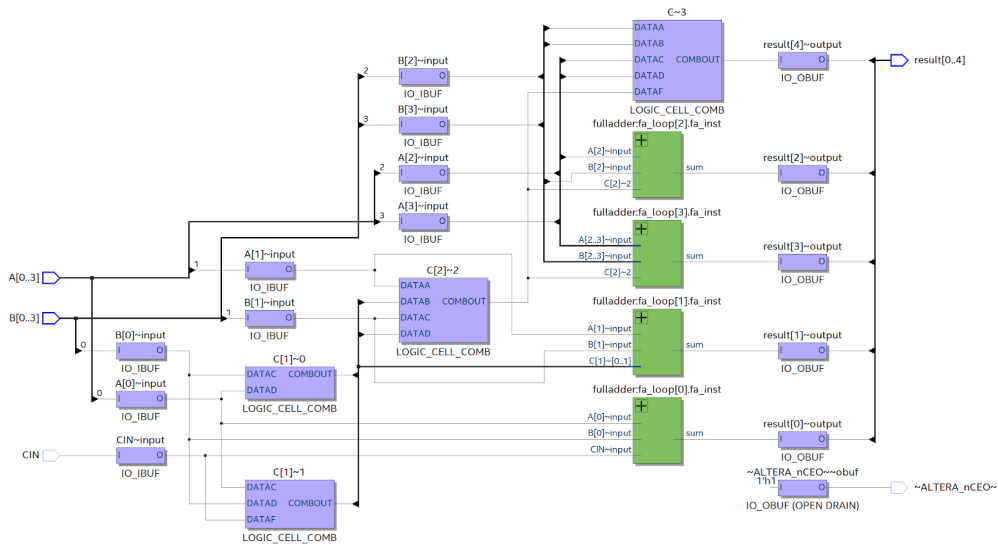 C~3
DATAA
DATAB
DATAC COMBOUT
DATAD
DATAF
LOGIC_CELL_COMB
result[4]~output
I O
IO_OBUF
result[0..4]
B[2]~input
2
I O
IO_IBUF
B[3]~input
3
I O
IO_IBUF
A[2]~input
2
I O
IO_IBUF
A[3]~input
3
I O
IO_IBUF
fulladder:fa_loop[2].fa_inst
A[2]~input
B[2]~input
C[2]~2
sum
result[2]~output
I O
IO_OBUF
fulladder:fa_loop[3].fa_inst
A[2..3]~input
B[2..3]~input
C[2]~2
sum
result[3]~output
I O
IO_OBUF
A[0..3]
B[0..3]
A[1]~input
1
I O
IO_IBUF
B[1]~input
1
I O
IO_IBUF
C[2]~2
DATAA
DATAB COMBOUT
DATAC
DATAD
LOGIC_CELL_COMB
fulladder:fa_loop[1].fa_inst
A[1]~input
B[1]~input
C[1]~[0..1]
sum
result[1]~output
I O
IO_OBUF
B[0]~input
0
I O
IO_IBUF
A[0]~input
0
I O
IO_IBUF
C[1]~0
DATAC COMBOUT
DATAD
LOGIC_CELL_COMB
fulladder:fa_loop[0].fa_inst
A[0]~input
B[0]~input
CIN~input
sum
result[0]~output
I O
IO_OBUF
CIN
CIN~input
I O
IO_IBUF
C[1]~1
DATAC
DATAD COMBOUT
DATAF
LOGIC_CELL_COMB
~ALTERA_nCEO~~obuf
1'h1
I O
IO_OBUF (OPEN DRAIN)
~ALTERA_nCEO~